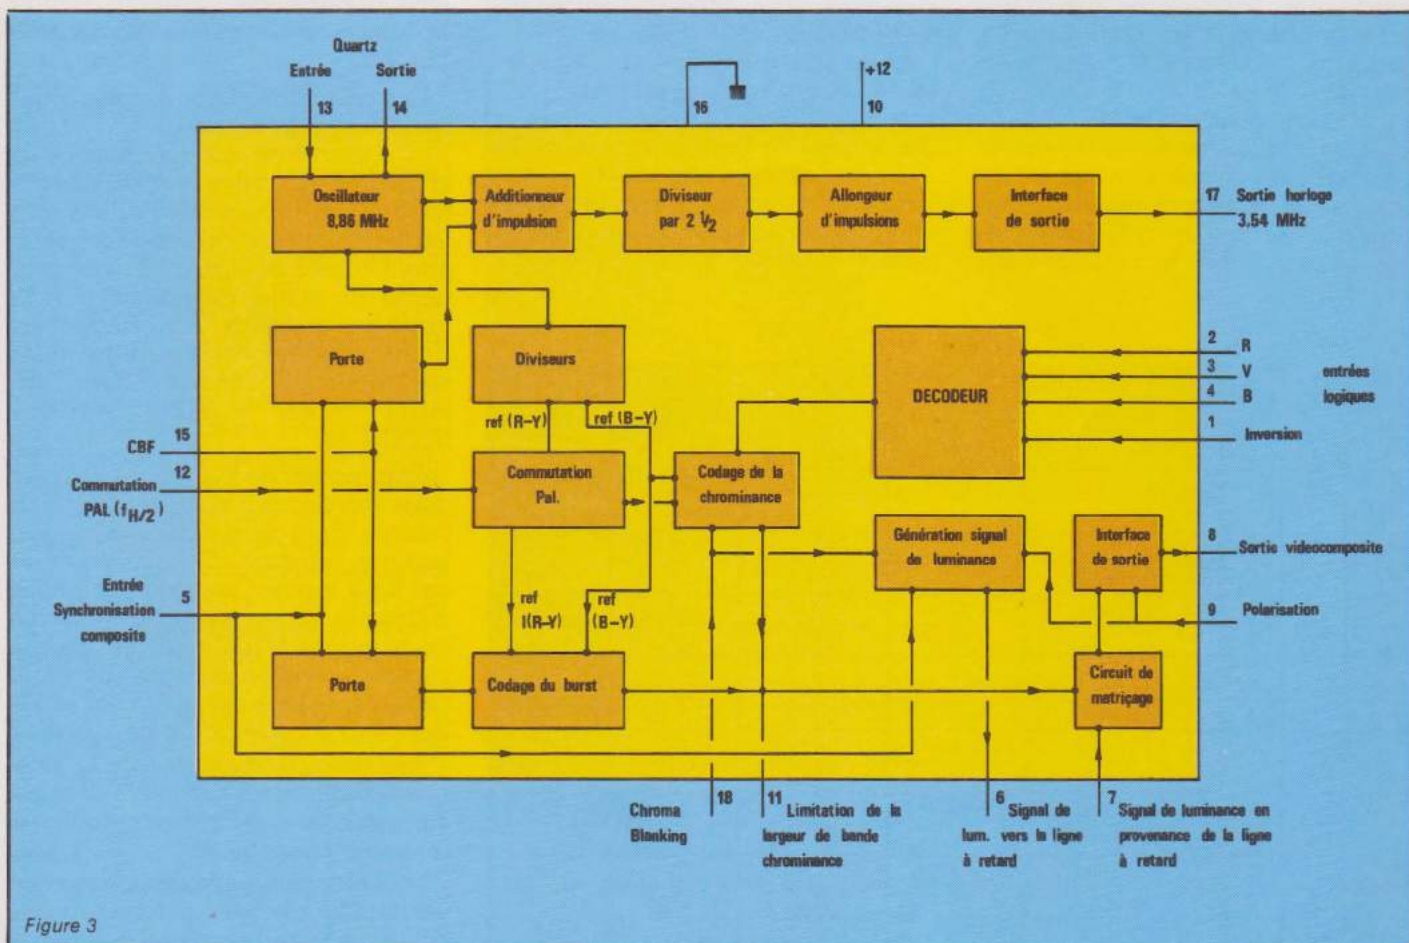 Quartz
Entrée Sortie
13 14
16
+12
10
Oscillateur
8,86 MHz
Additionneur
d'impulsion
Diviseur
par 2 1/2
Allongeur
d'impulsions
Interface
de sortie
17 Sortie horloge
3,54 MHz
Porte
Diviseurs
DECODEUR
2 R
3 V
4 B
entrées
logiques
1 Inversion
ref (R-Y)
ref (B-Y)
15
CBF
12
Commutation
PAL (fH/2)
Commutation
Pal.
Codage de la
chrominance
Génération signal
de luminance
Interface
de sortie
8
Sortie videocomposite
9 Polarisation
Entrée
Synchronisation
composite
5
ref
I(R-Y)
ref
(B-Y)
Porte
Codage du burst
Circuit de
matriçage
Chroma
Blanking
18
11 Limitation de la
largeur de bande
chrominance
6 Signal de
lum. vers la ligne
à retard
7 Signal de luminance en
provenance de la ligne
à retard
Figure 3